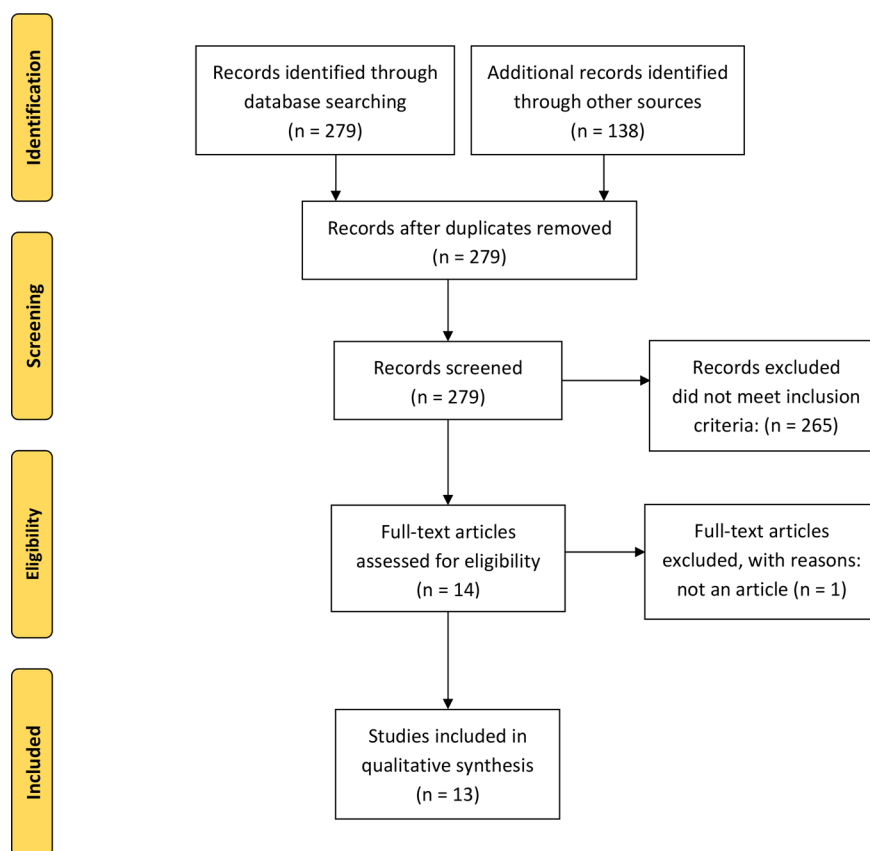 Identification
Records identified through
database searching
(n = 279)
Additional records identified
through other sources
(n = 138)
Records after duplicates removed
(n = 279)
Screening
Records screened
(n = 279)
Records excluded
did not meet inclusion
criteria: (n = 265)
Eligibility
Full-text articles
assessed for eligibility
(n = 14)
Full-text articles
excluded, with reasons:
not an article (n = 1)
Included
Studies included in
qualitative synthesis
(n = 13)